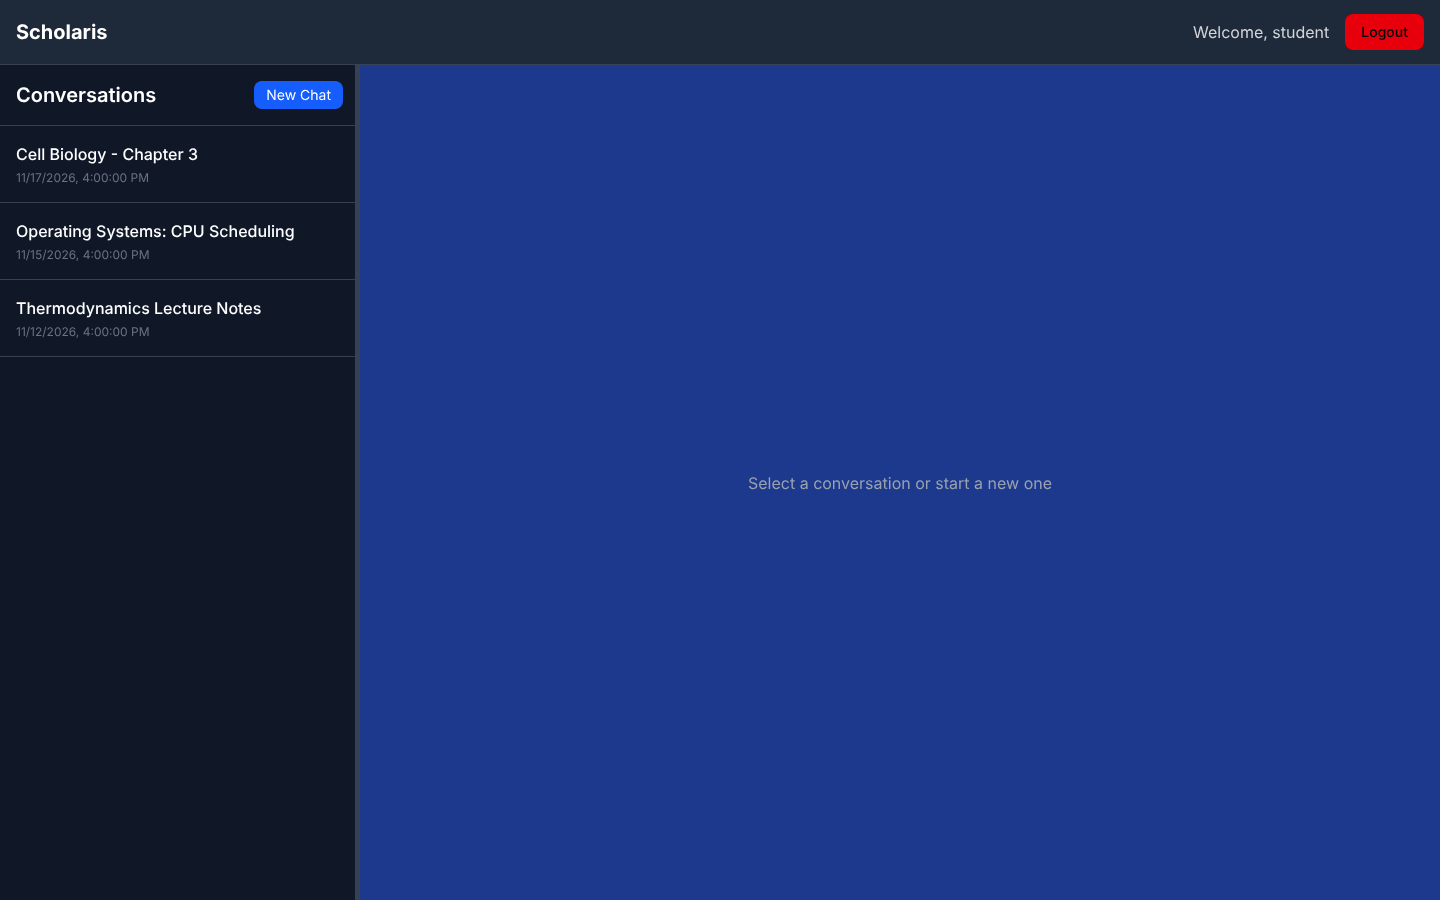 Scholaris
Welcome, student
Logout
Conversations
New Chat
Cell Biology - Chapter 3
11/17/2026, 4:00:00 PM
Operating Systems: CPU Scheduling
11/15/2026, 4:00:00 PM
Thermodynamics Lecture Notes
11/12/2026, 4:00:00 PM
Select a conversation or start a new one